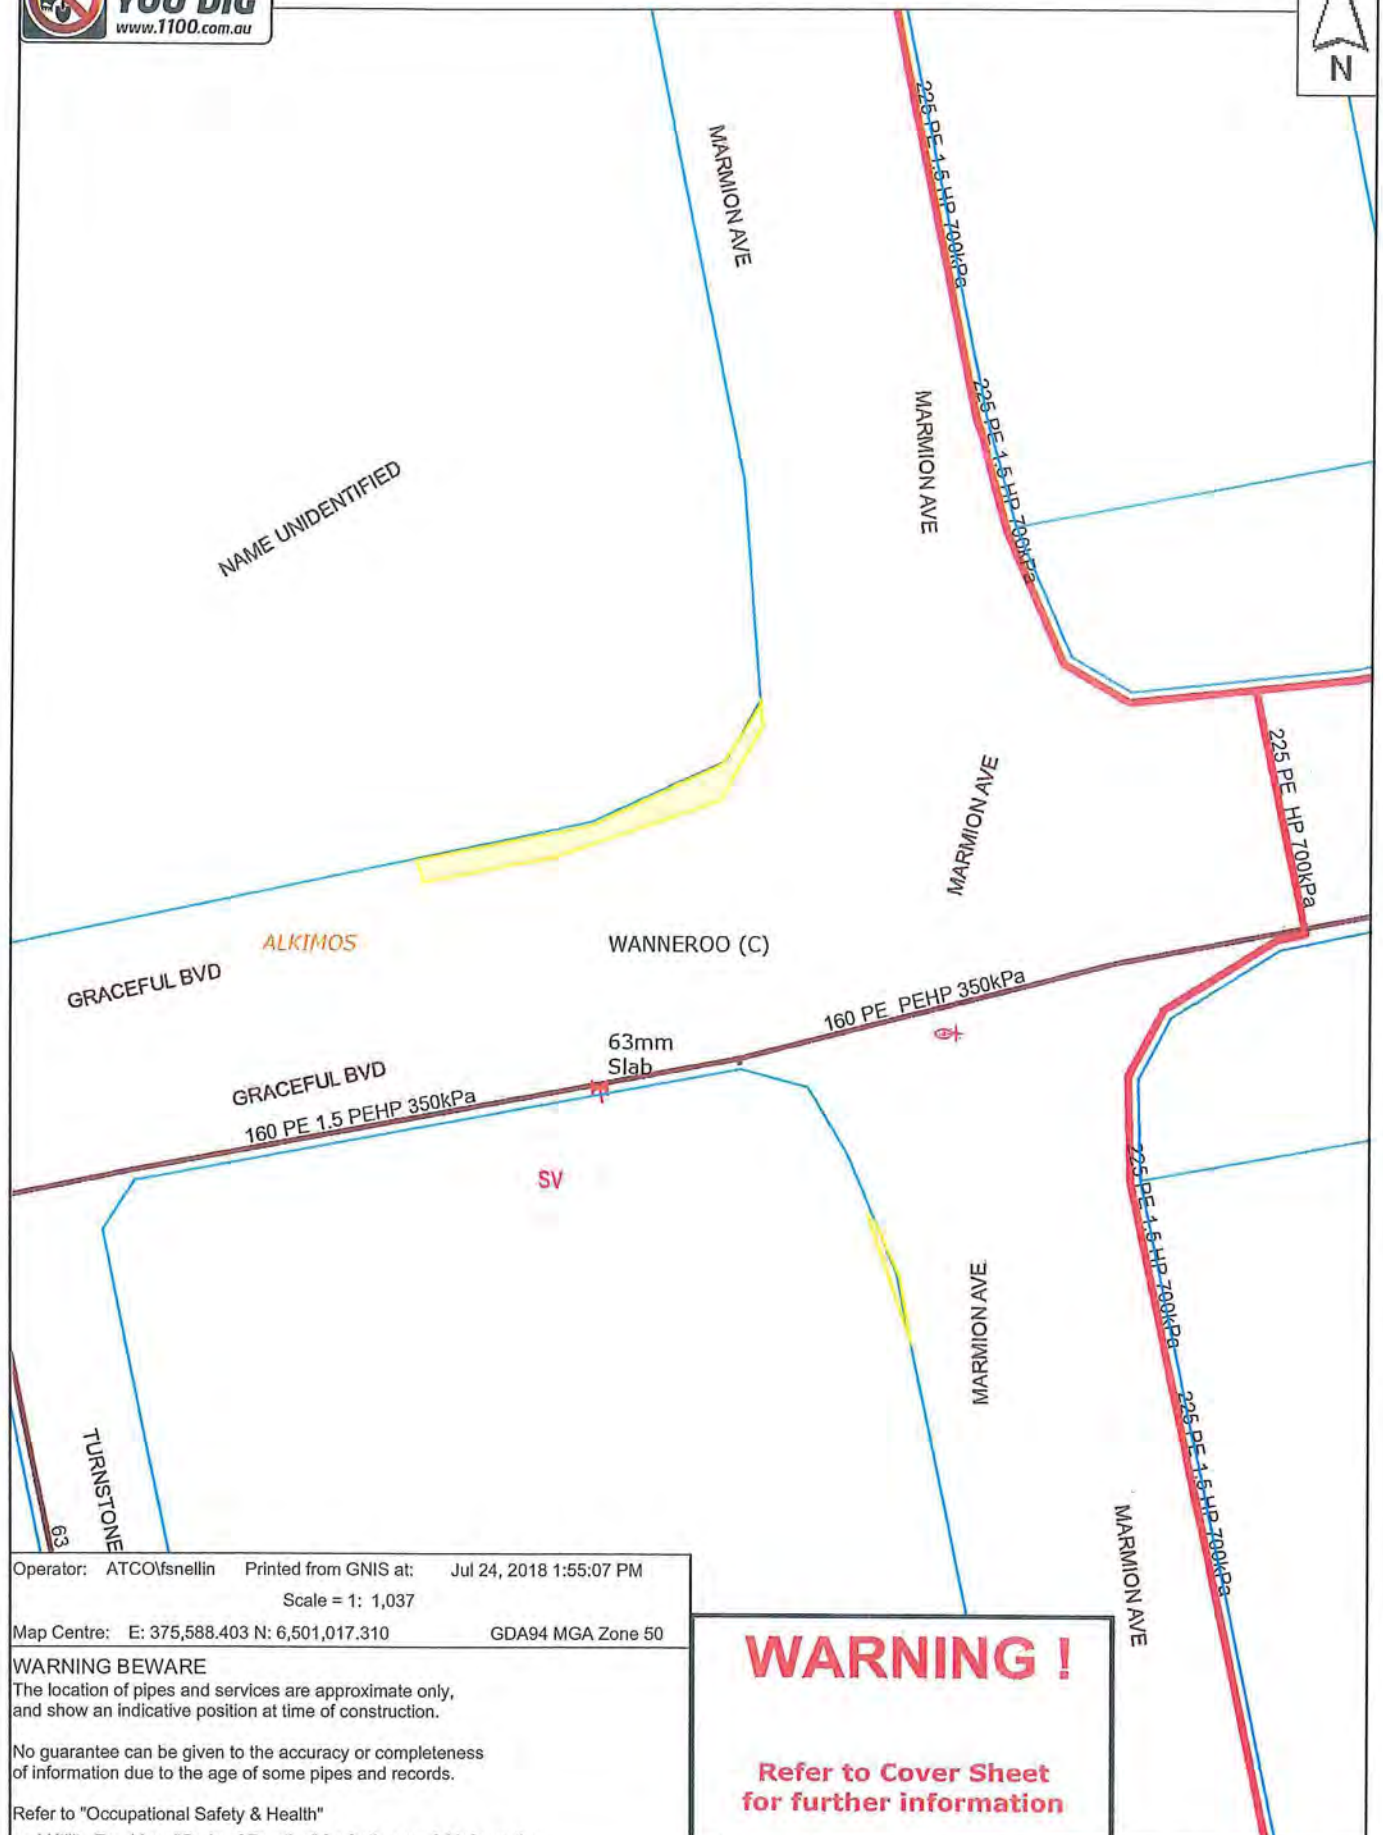 YOU DIG
www.1100.com.au
N
MARMION AVE
225 PE 1.5 HP 700kPa
MARMION AVE
225 PE 1.5 HP 700kPa
NAME UNIDENTIFIED
MARMION AVE
225 PE HP 700kPa
ALKIMOS
WANNEROO (C)
GRACEFUL BVD
160 PE PEHP 350kPa
63mm
Slab
GRACEFUL BVD
160 PE 1.5 PEHP 350kPa
SV
225 PE 1.5 HP 700kPa
MARMION AVE
225 PE 1.5 HP 700kPa
TURNSTONE
63
MARMION AVE
Operator: ATCO\fsnellin Printed from GNIS at: Jul 24, 2018 1:55:07 PM
Scale = 1: 1,037
Map Centre: E: 375,588.403 N: 6,501,017.310 GDA94 MGA Zone 50
WARNING BEWARE
The location of pipes and services are approximate only,
and show an indicative position at time of construction.
No guarantee can be given to the accuracy or completeness
of information due to the age of some pipes and records.
Refer to "Occupational Safety & Health"
WARNING !
Refer to Cover Sheet
for further information